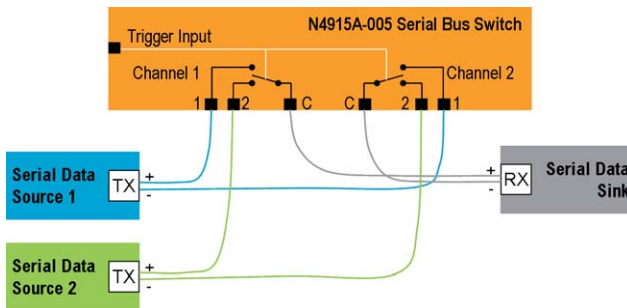 N4915A-005 Serial Bus Switch
Trigger Input
Channel 1
Channel 2
1
2
C
C
2
1
Serial Data
Source 1
TX
+
-
+
-
RX
Serial Data
Sink
Serial Data
Source 2
TX
+
-